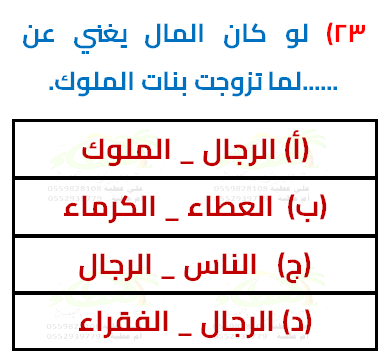 ٢٣) لو كان المال يغني عن
......لما تزوجت بنات الملوك.
(أ) الرجال _ الملوك
(ب) العطاء _ الكرماء
(ج) الناس _ الرجال
(د) الرجال _ الفقراء